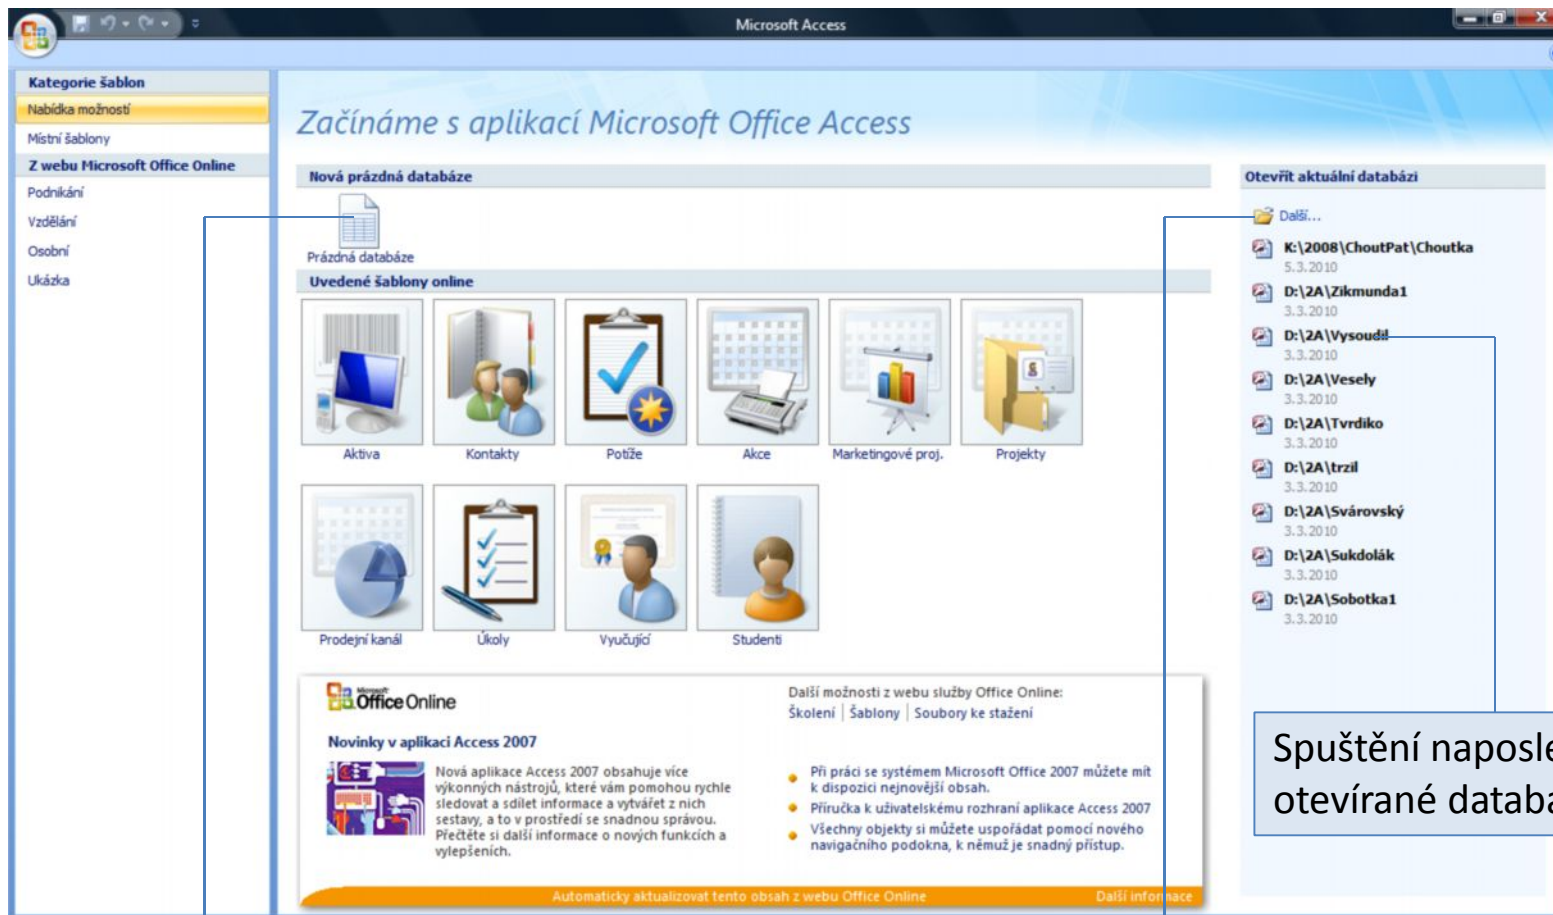 Microsoft Access
Kategorie šablon
Nabídka možností
Místní šablony
Z webu Microsoft Office Online
Podnikání
Vzdělání
Osobní
Ukázka
Začínáme s aplikací Microsoft Office Access
Nová prázdná databáze
Prázdná databáze
Uvedené šablony online
Aktiva
Kontakty
Potíže
Akce
Marketingové proj.
Projekty
Prodejní kanál
Úkoly
Vyučující
Studenti
Microsoft
Office Online
Novinky v aplikaci Access 2007
Nová aplikace Access 2007 obsahuje více
výkonných nástrojů, které vám pomohou rychle
sledovat a sdílet informace a vytvářet z nich
sestavy, a to v prostředí se snadnou správou.
Přečtěte si další informace o nových funkcích a
vylepšeních.
Další možnosti z webu služby Office Online:
Školení | Šablony | Soubory ke stažení
Při práci se systémem Microsoft Office 2007 můžete mít
k dispozici nejnovější obsah.
Příručka k uživatelskému rozhraní aplikace Access 2007
Všechny objekty si můžete uspořádat pomocí nového
navigačního podokna, k němuž je snadný přístup.
Automaticky aktualizovat tento obsah z webu Office Online
Další informace
Otevřít aktuální databázi
Další...
K:\2008\ChoutPat\Choutka
5.3.2010
D:\2A\Zikmunda1
3.3.2010
D:\2A\Vysoudil
3.3.2010
D:\2A\Vesely
3.3.2010
D:\2A\Tvrdiko
3.3.2010
D:\2A\trzil
3.3.2010
D:\2A\Svárovský
3.3.2010
D:\2A\Sukdolák
3.3.2010
D:\2A\Sobotka1
3.3.2010
Spuštění
otevírané